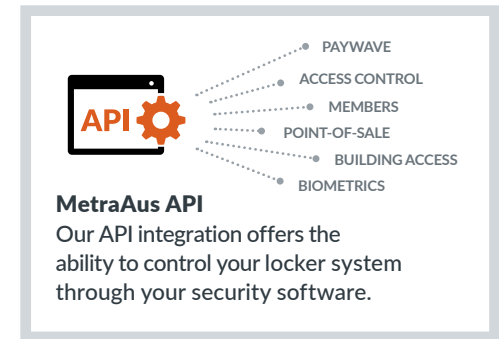 PAYWAVE
ACCESS CONTROL
API
MEMBERS
POINT-OF-SALE
BUILDING ACCESS
BIOMETRICS
MetraAus API
Our API integration offers the
ability to control your locker system
through your security software.